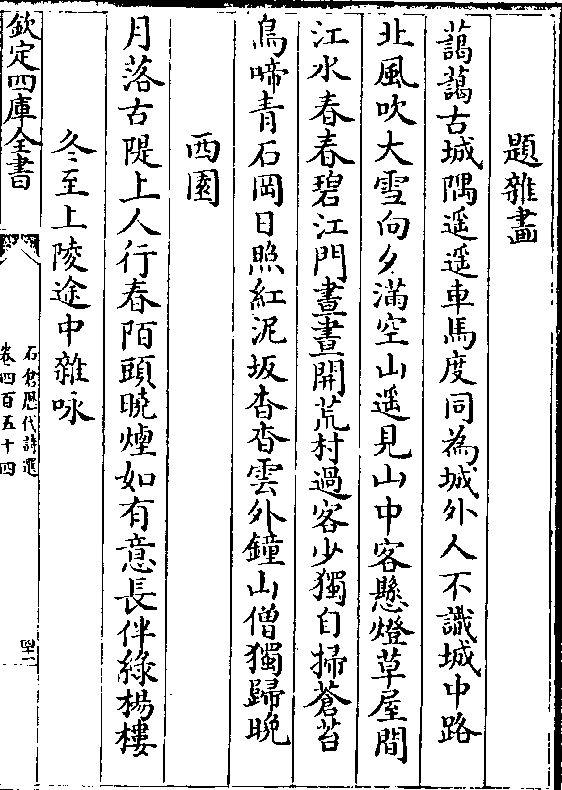 題雜畫
藹藹古城隅遥遥車馬度同為城外人不識城中路
北風吹大雪向夕滿空山遥見山中客懸燈草屋間
江水春春碧江門晝晝開荒村過客少獨自掃蒼苔
鳥啼青石岡日照紅泥坂杳杳雲外鐘山僧獨歸晚
西園
月落古隄上人行春陌頭曉煙如有意長伴綠楊樓
冬至上陵途中雜咏
欽定四庫全書
石倉歴代詩選
卷四百五十四